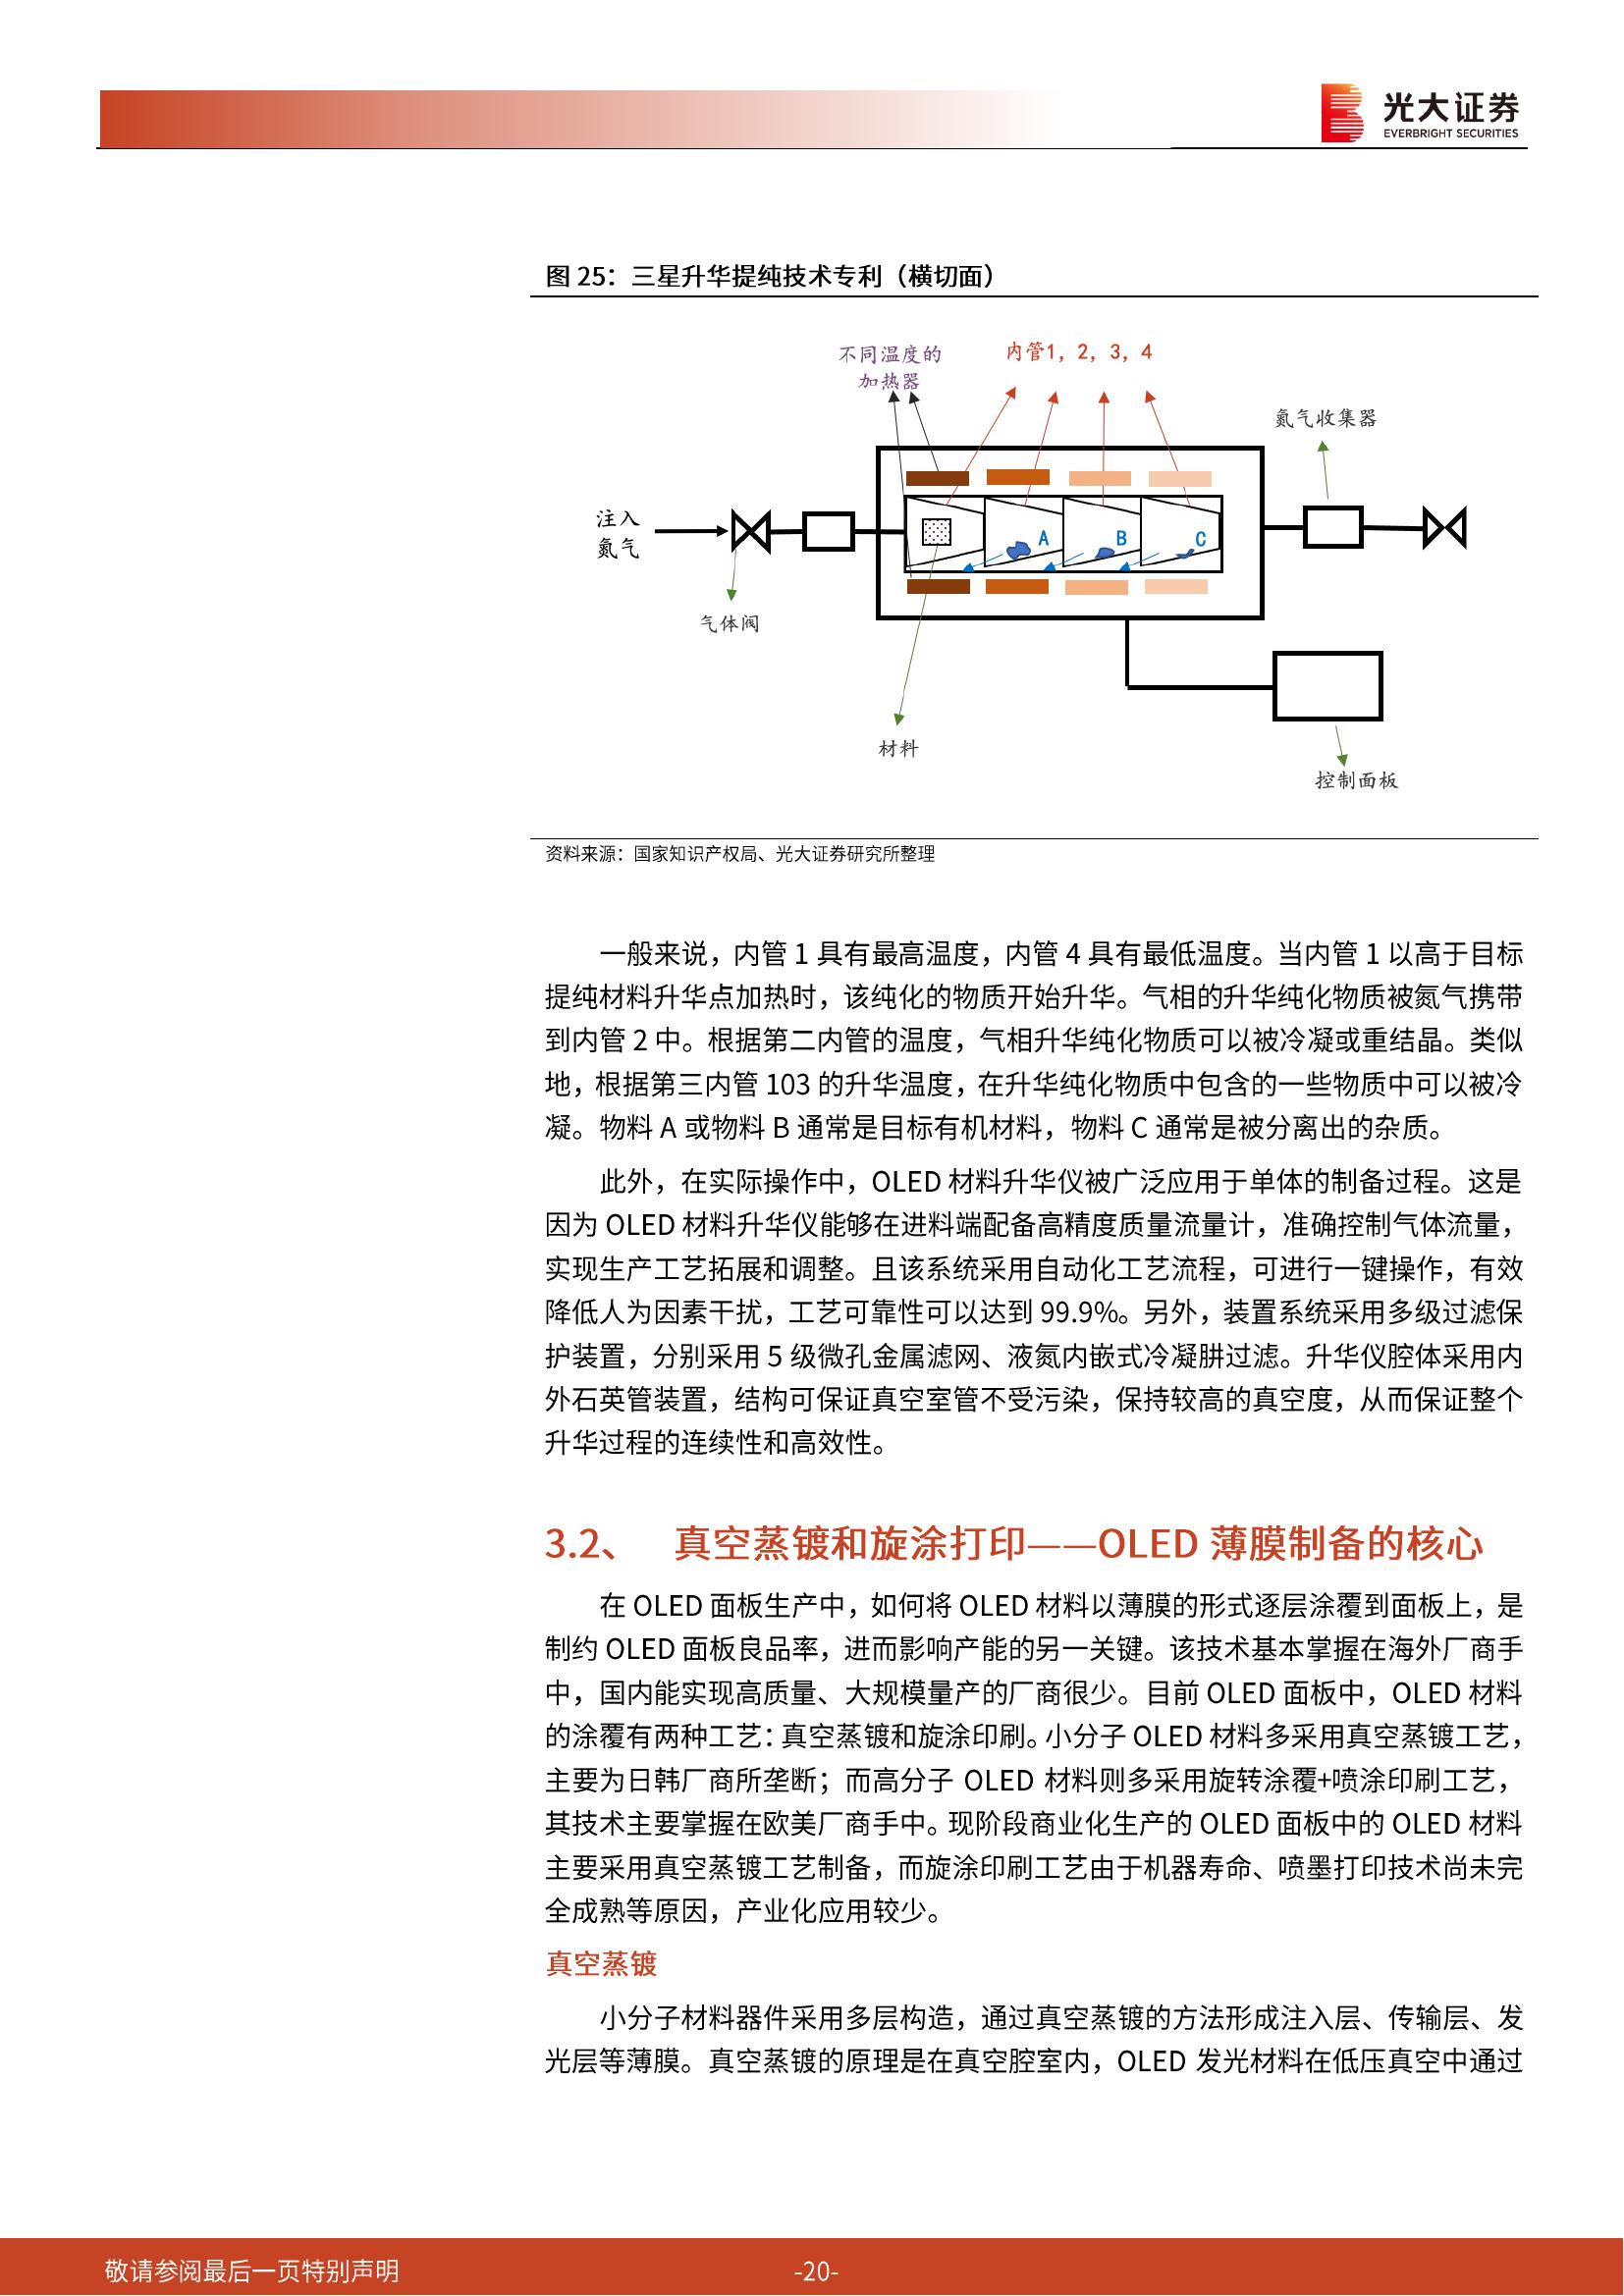 光大证券
EVERBRIGHT SECURITIES
图 25：三星升华提纯技术专利（横切面）
不同温度的
加热器
内管1，2，3，4
氮气收集器
注入
氮气
A
B
C
气体阀
材料
控制面板
资料来源：国家知识产权局、光大证券研究所整理
一般来说，内管 1 具有最高温度，内管 4 具有最低温度。当内管 1 以高于目标
提纯材料升华点加热时，该纯化的物质开始升华。气相的升华纯化物质被氮气携带
到内管 2 中。根据第二内管的温度，气相升华纯化物质可以被冷凝或重结晶。类似
地，根据第三内管 103 的升华温度，在升华纯化物质中包含的一些物质中可以被冷
凝。物料 A 或物料 B 通常是目标有机材料，物料 C 通常是被分离出的杂质。
此外，在实际操作中，OLED 材料升华仪被广泛应用于单体的制备过程。这是
因为 OLED 材料升华仪能够在进料端配备高精度质量流量计，准确控制气体流量，
实现生产工艺拓展和调整。且该系统采用自动化工艺流程，可进行一键操作，有效
降低人为因素干扰，工艺可靠性可以达到 99.9%。另外，装置系统采用多级过滤保
护装置，分别采用 5 级微孔金属滤网、液氮内嵌式冷凝阱过滤。升华仪腔体采用内
外石英管装置，结构可保证真空室管不受污染，保持较高的真空度，从而保证整个
升华过程的连续性和高效性。
3.2、 真空蒸镀和旋涂打印——OLED 薄膜制备的核心
在 OLED 面板生产中，如何将 OLED 材料以薄膜的形式逐层涂覆到面板上，是
制约 OLED 面板良品率，进而影响产能的另一关键。该技术基本掌握在海外厂商手
中，国内能实现高质量、大规模量产的厂商很少。目前 OLED 面板中，OLED 材料
的涂覆有两种工艺：真空蒸镀和旋涂印刷。小分子 OLED 材料多采用真空蒸镀工艺，
主要为日韩厂商所垄断；而高分子 OLED 材料则多采用旋转涂覆+喷涂印刷工艺，
其技术主要掌握在欧美厂商手中。现阶段商业化生产的 OLED 面板中的 OLED 材料
主要采用真空蒸镀工艺制备，而旋涂印刷工艺由于机器寿命、喷墨打印技术尚未完
全成熟等原因，产业化应用较少。
真空蒸镀
小分子材料器件采用多层构造，通过真空蒸镀的方法形成注入层、传输层、发
光层等薄膜。真空蒸镀的原理是在真空腔室内，OLED 发光材料在低压真空中通过
敬请参阅最后一页特别声明
-20-